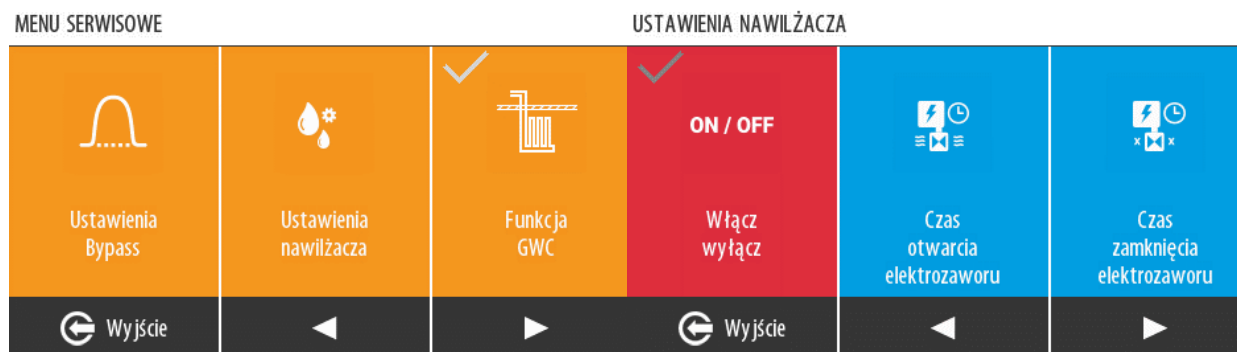 MENU SERWISOWE
Ustawienia
Bypass
Ustawienia
nawilżacza
Funkcja
GWC
Wyjście
USTAWIENIA NAWILŻACZA
ON / OFF
Włącz
wyłącz
Czas
otwarcia
elektrozaworu
Czas
zamknięcia
elektrozaworu
Wyjście